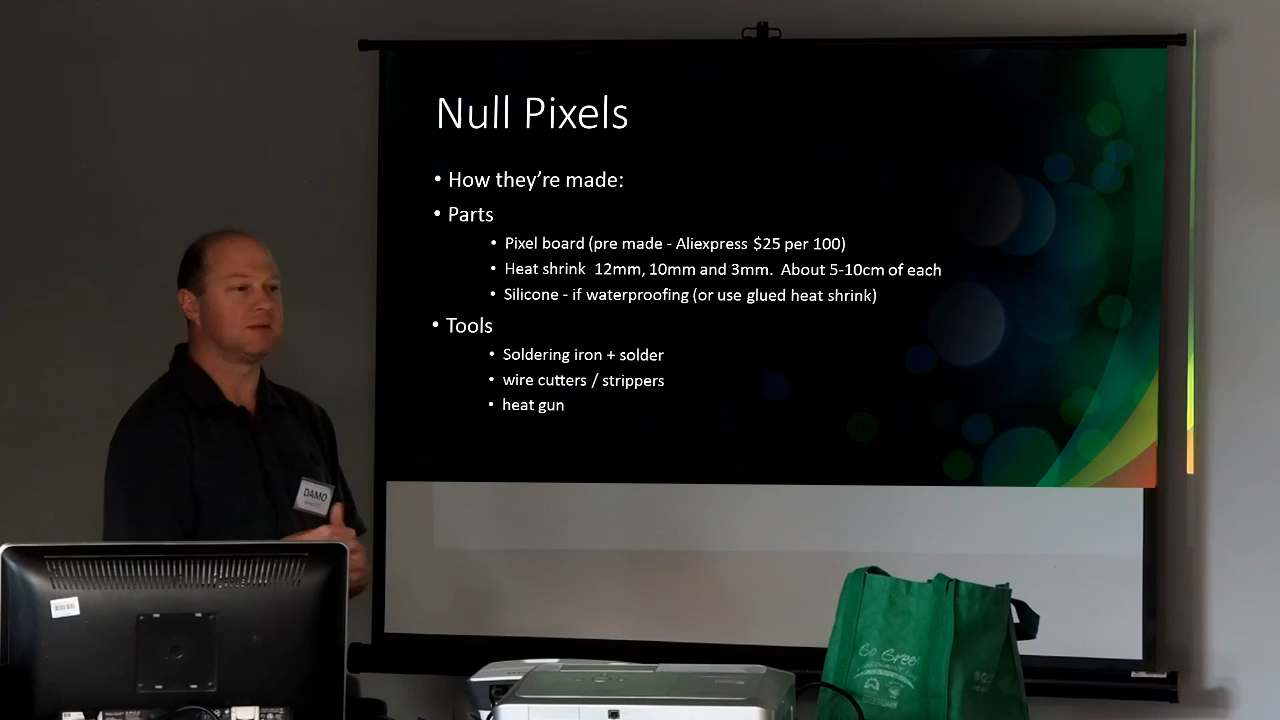 Null Pixels
• How they're made:
• Parts
• Pixel board (pre made - Aliexpress $25 per 100)
• Heat shrink 12mm, 10mm and 3mm. About 5-10cm of each
• Silicone - if waterproofing (or use glued heat shrink)
• Tools
• Soldering iron + solder
• wire cutters / strippers
• heat gun
DAMO
Go Green